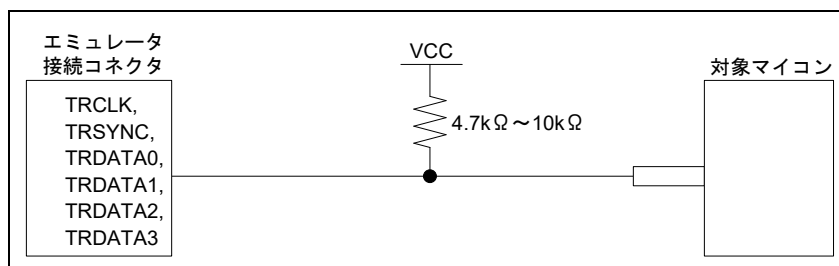 エミュレータ
接続コネクタ
TRCLK,
TRSYNC,
TRDATA0,
TRDATA1,
TRDATA2,
TRDATA3
VCC
4.7kΩ～10kΩ
対象マイコン